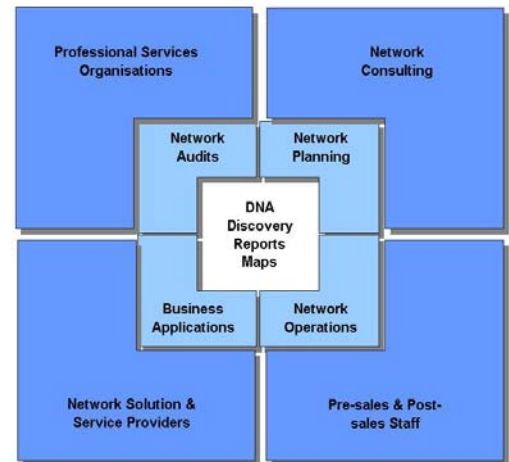 Professional Services
Organisations
Network
Consulting
Network
Audits
Network
Planning
DNA
Discovery
Reports
Maps
Business
Applications
Network
Operations
Network Solution &
Service Providers
Pre-sales & Post-
sales Staff